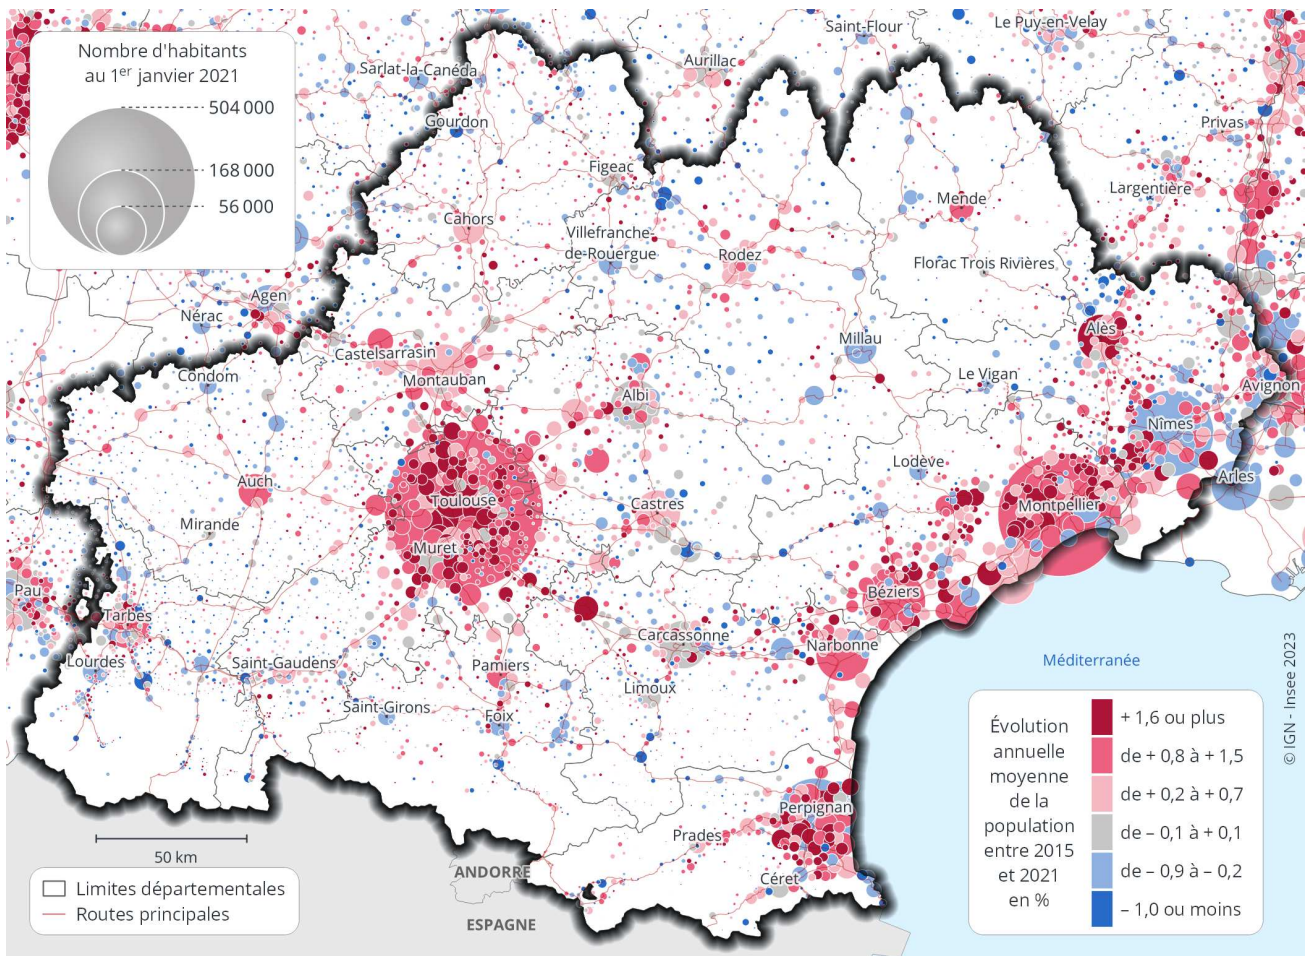 Nombre d'habitants
au 1er janvier 2021
504 000
168 000
56 000
Saint-Flour
Le Puy-en-Velay
Aurillac
Sarlat-la-Canéda
Gourdon
Privas
Figeac
Largentière
Mende
Cahors
Villefranche-
de-Rouergue
Rodez
Florac Trois Rivières
Agen
Nérac
Alès
Millau
Castelsarrasin
Montauban
Condom
Le Vigan
Avignon
Albi
Nîmes
Lodève
Arles
Auch
Toulouse
Castres
Montpellier
Mirande
Muret
Pau
Béziers
Tarbes
Carcassonne
Narbonne
Lourdes
Saint-Gaudens
Pamiers
Limoux
Méditerranée
Saint-Girons
Foix
Perpignan
Prades
Céret
ANDORRE
ESPAGNE
50 km
Limites départementales
Routes principales
Évolution
annuelle
moyenne
de la
population
entre 2015
et 2021
en %
+ 1,6 ou plus
de + 0,8 à + 1,5
de + 0,2 à + 0,7
de – 0,1 à + 0,1
de – 0,9 à – 0,2
– 1,0 ou moins
© IGN - Insee 2023